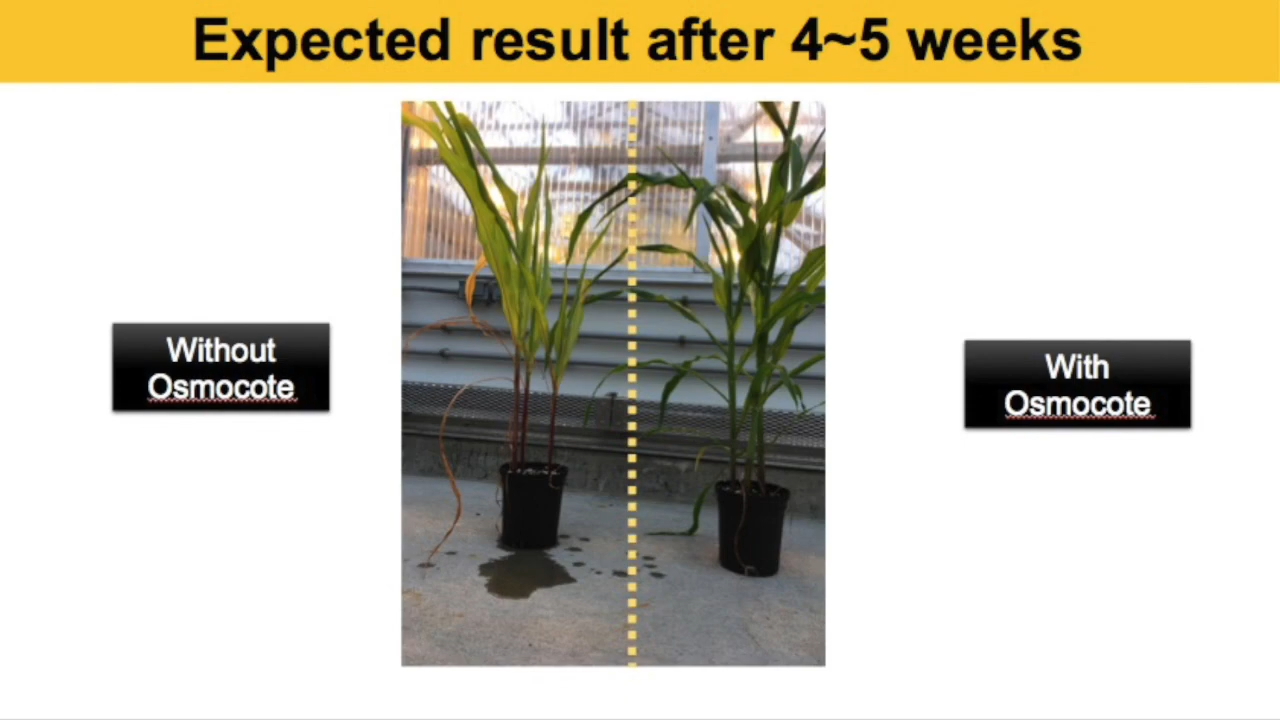 Expected result after 4~5 weeks
Without
Osmocote
With
Osmocote